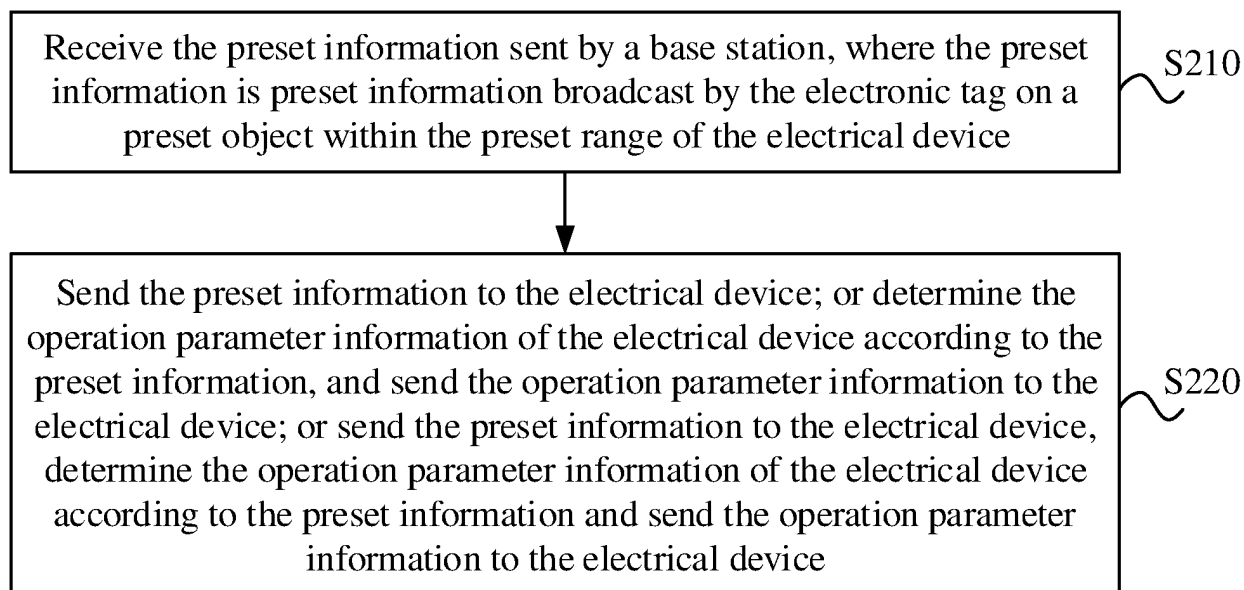 Receive the preset information sent by a base station, where the preset
information is preset information broadcast by the electronic tag on a
preset object within the preset range of the electrical device
S210
Send the preset information to the electrical device; or determine the
operation parameter information of the electrical device according to the
preset information, and send the operation parameter information to the
electrical device; or send the preset information to the electrical device,
determine the operation parameter information of the electrical device
according to the preset information and send the operation parameter
information to the electrical device
S220